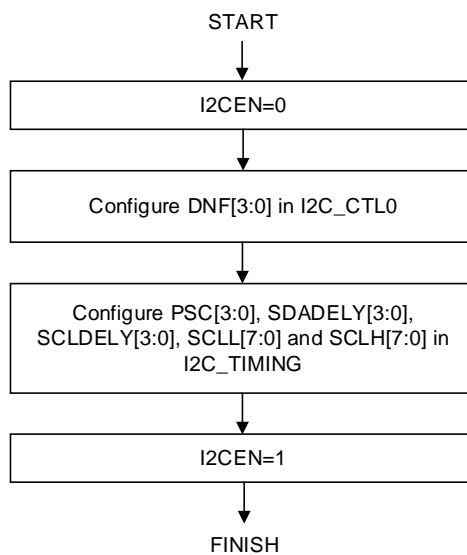 START
I2CEN=0
Configure DNF[3:0] in I2C_CTL0
Configure PSC[3:0], SDADELY[3:0],
SCLDELY[3:0], SCLL[7:0] and SCLH[7:0] in
I2C_TIMING
I2CEN=1
FINISH